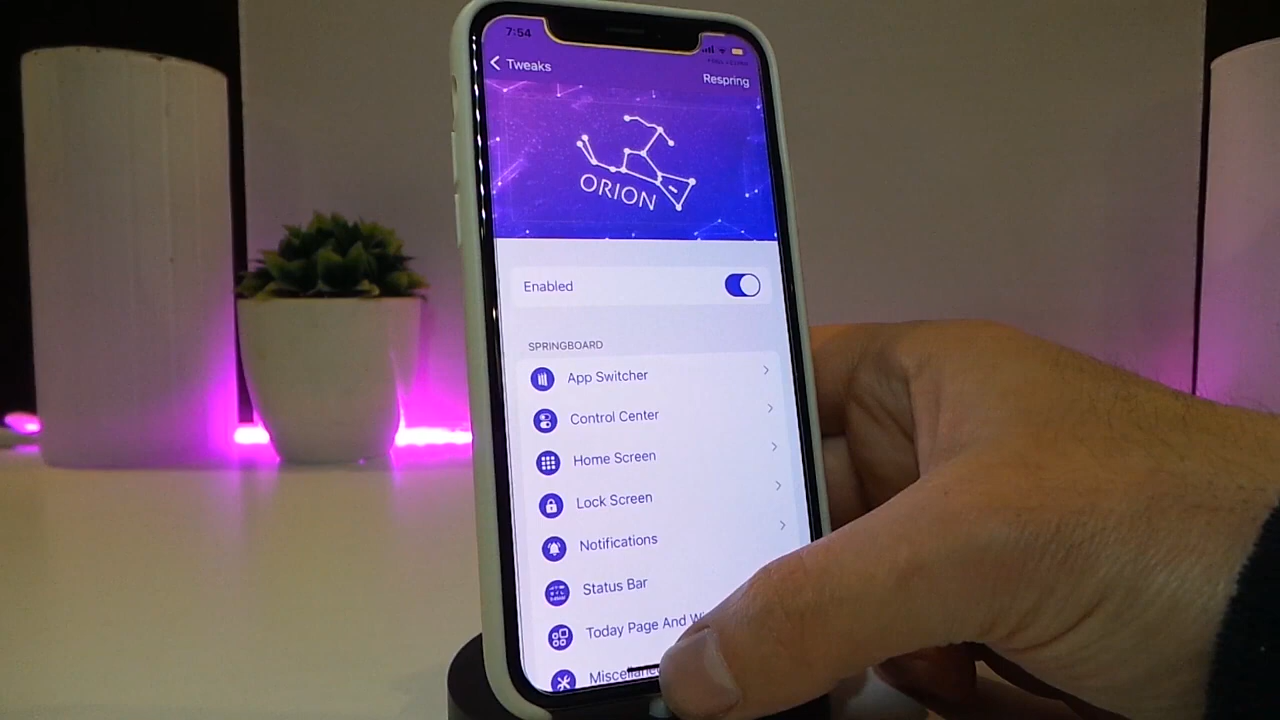 7:54
Tweaks
Respring
ORION
Enabled
SPRINGBOARD
App Switcher
Control Center
Home Screen
Lock Screen
Notifications
Status Bar
Today Page And